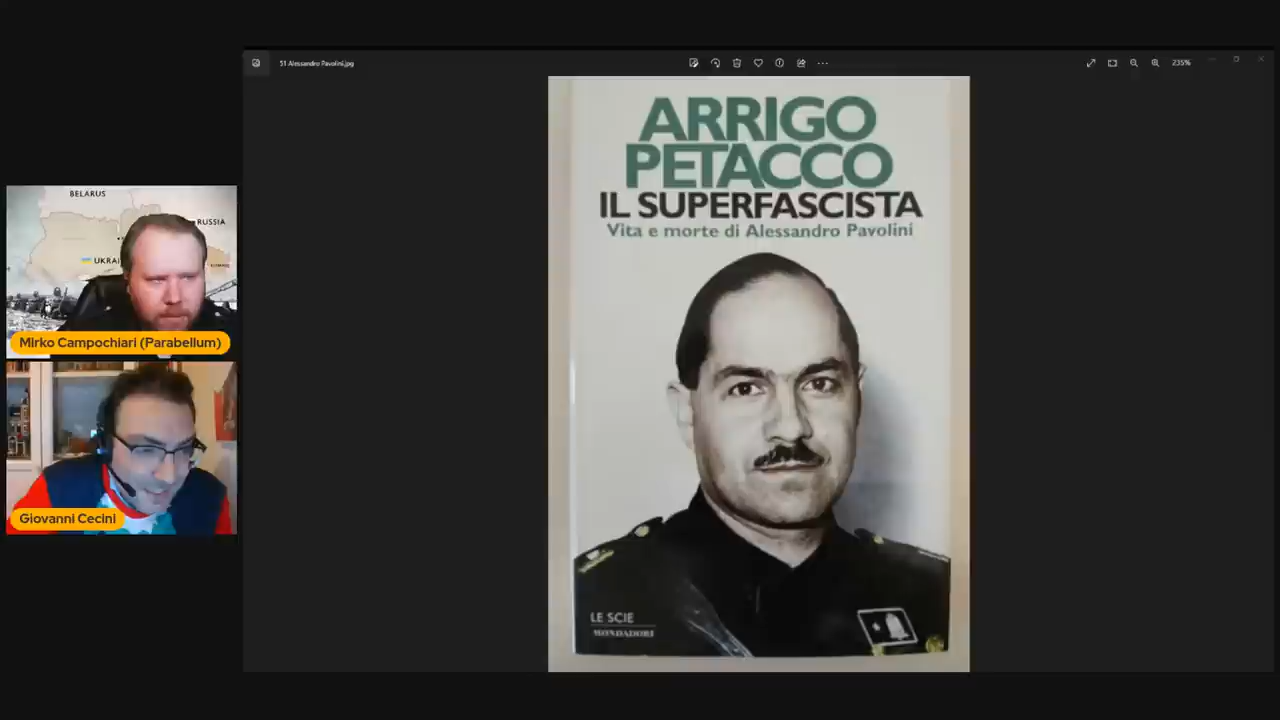 51 Alessandro Pavolini.jpg
235%
ARRIGO
PETACCO
IL SUPERFASCISTA
Vita e morte di Alessandro Pavolini
LE SCIE
MONDADORI
BELARUS
RUSSIA
UKRAI
Mirko Campochiari (Parabellum)
Giovanni Cecini